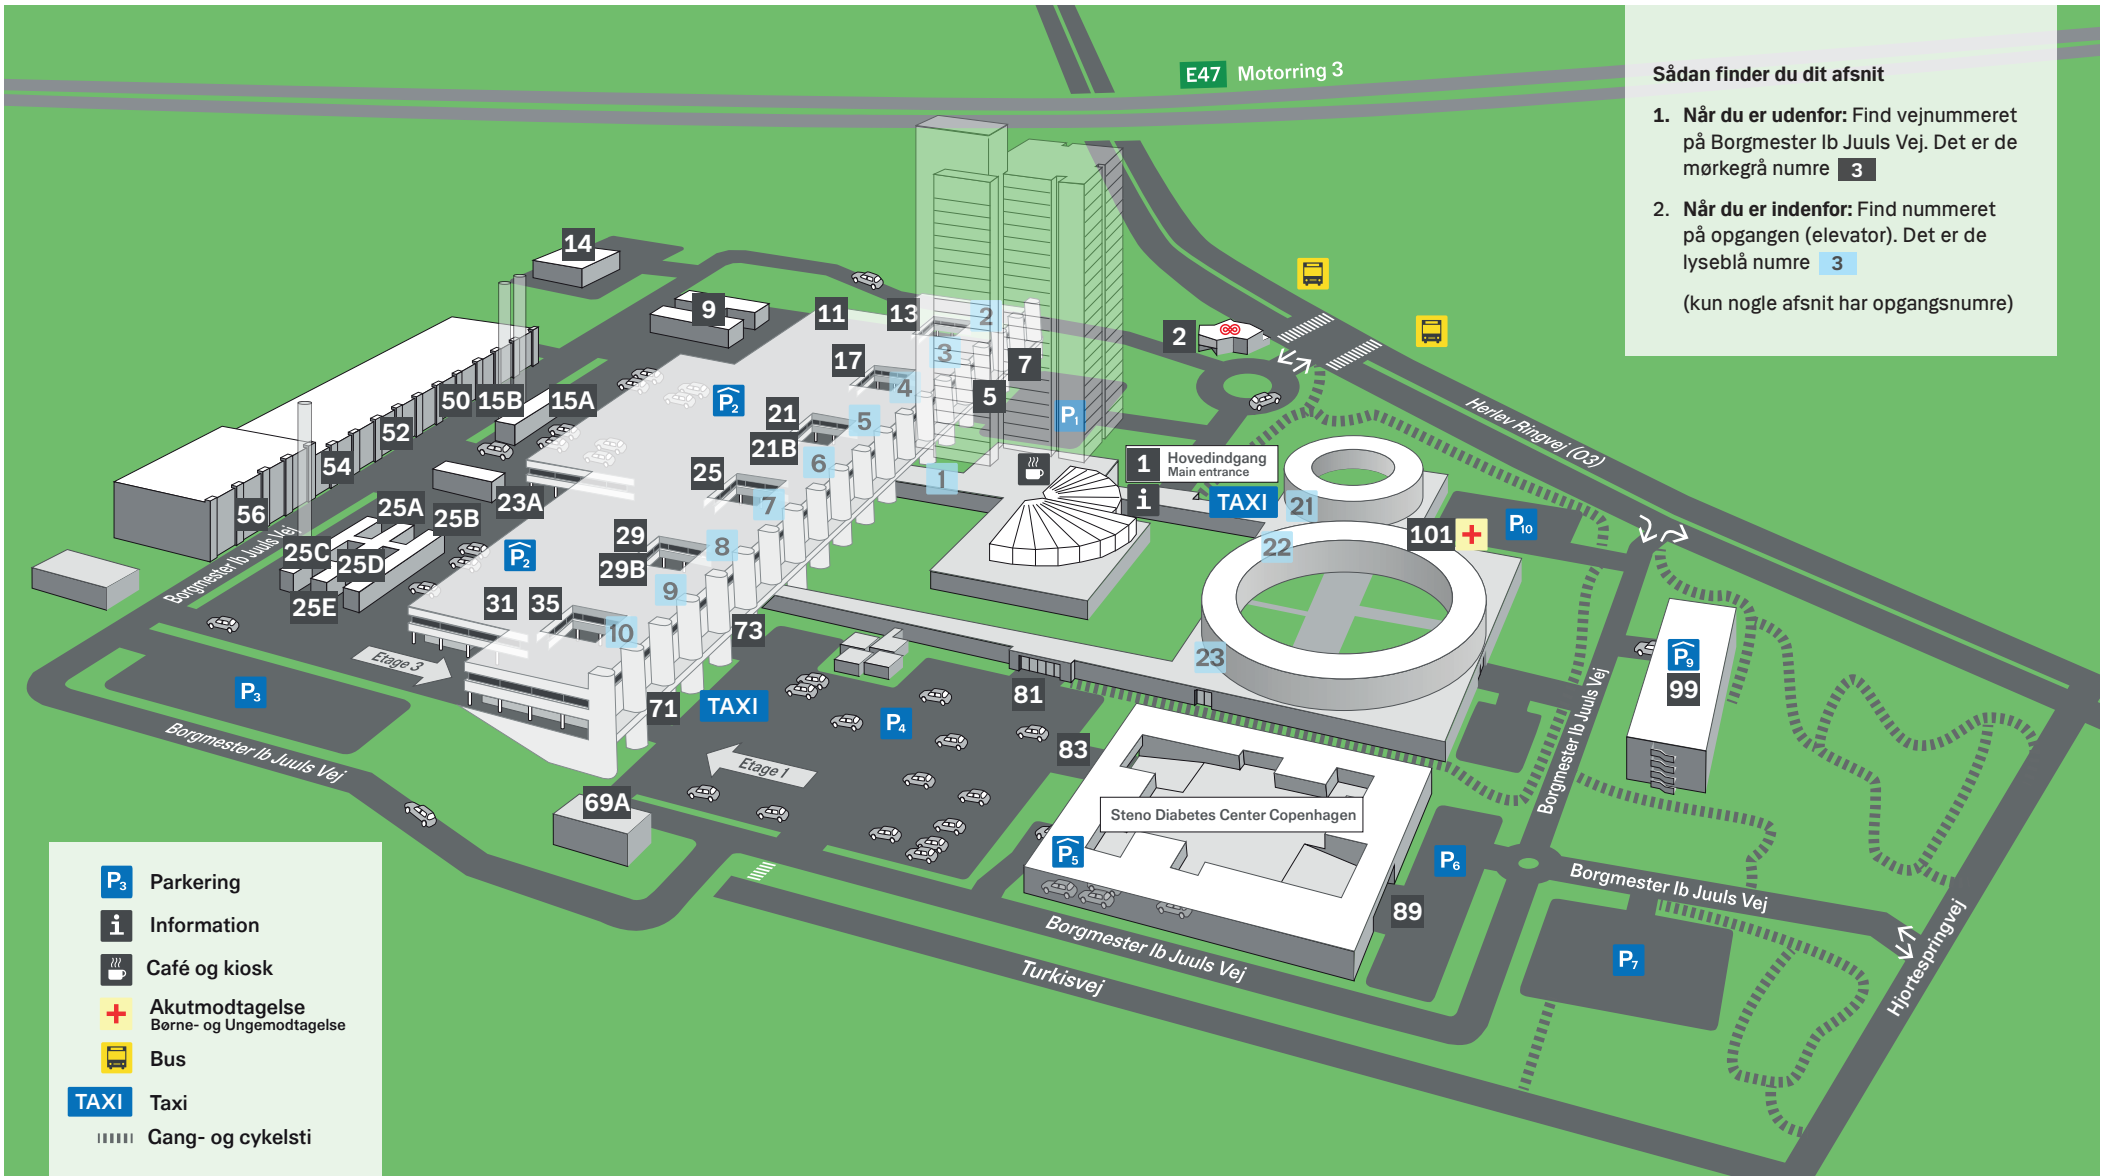 E47 Motorring 3
Sådan finder du dit afsnit
1. Når du er udenfor: Find vejnummeret
på Borgmester Ib Juuls Vej. Det er de
mørkegrå numre 3
2. Når du er indenfor: Find nummeret
på opgangen (elevator). Det er de
lyseblå numre 3
(kun nogle afsnit har opgangsnumre)
14
9
11
13
2
3
17
4
7
5
2
P2
P1
50
15B
15A
21
5
52
21B
6
54
25
7
1
1 Hovedindgang
Main entrance
i
TAXI
21
Herlev Ringvej (O3)
56
25A
25B
23A
P2
29
8
29B
9
22
101
P10
25C
25D
25E
Borgmester Ib Juuls Vej
31
35
10
73
23
P9
99
Etage 3
P3
71
TAXI
81
P4
83
Etage 1
Borgmester Ib Juuls Vej
Borgmester Ib Juuls Vej
69A
Steno Diabetes Center Copenhagen
P5
P6
89
Borgmester Ib Juuls Vej
P7
Borgmester Ib Juuls Vej
Turkisvej
Hjortespringvej
P3 Parkering
i Information
Café og kiosk
Akutmodtagelse
Børne- og Ungemodtagelse
Bus
TAXI Taxi
Gang- og cykelsti